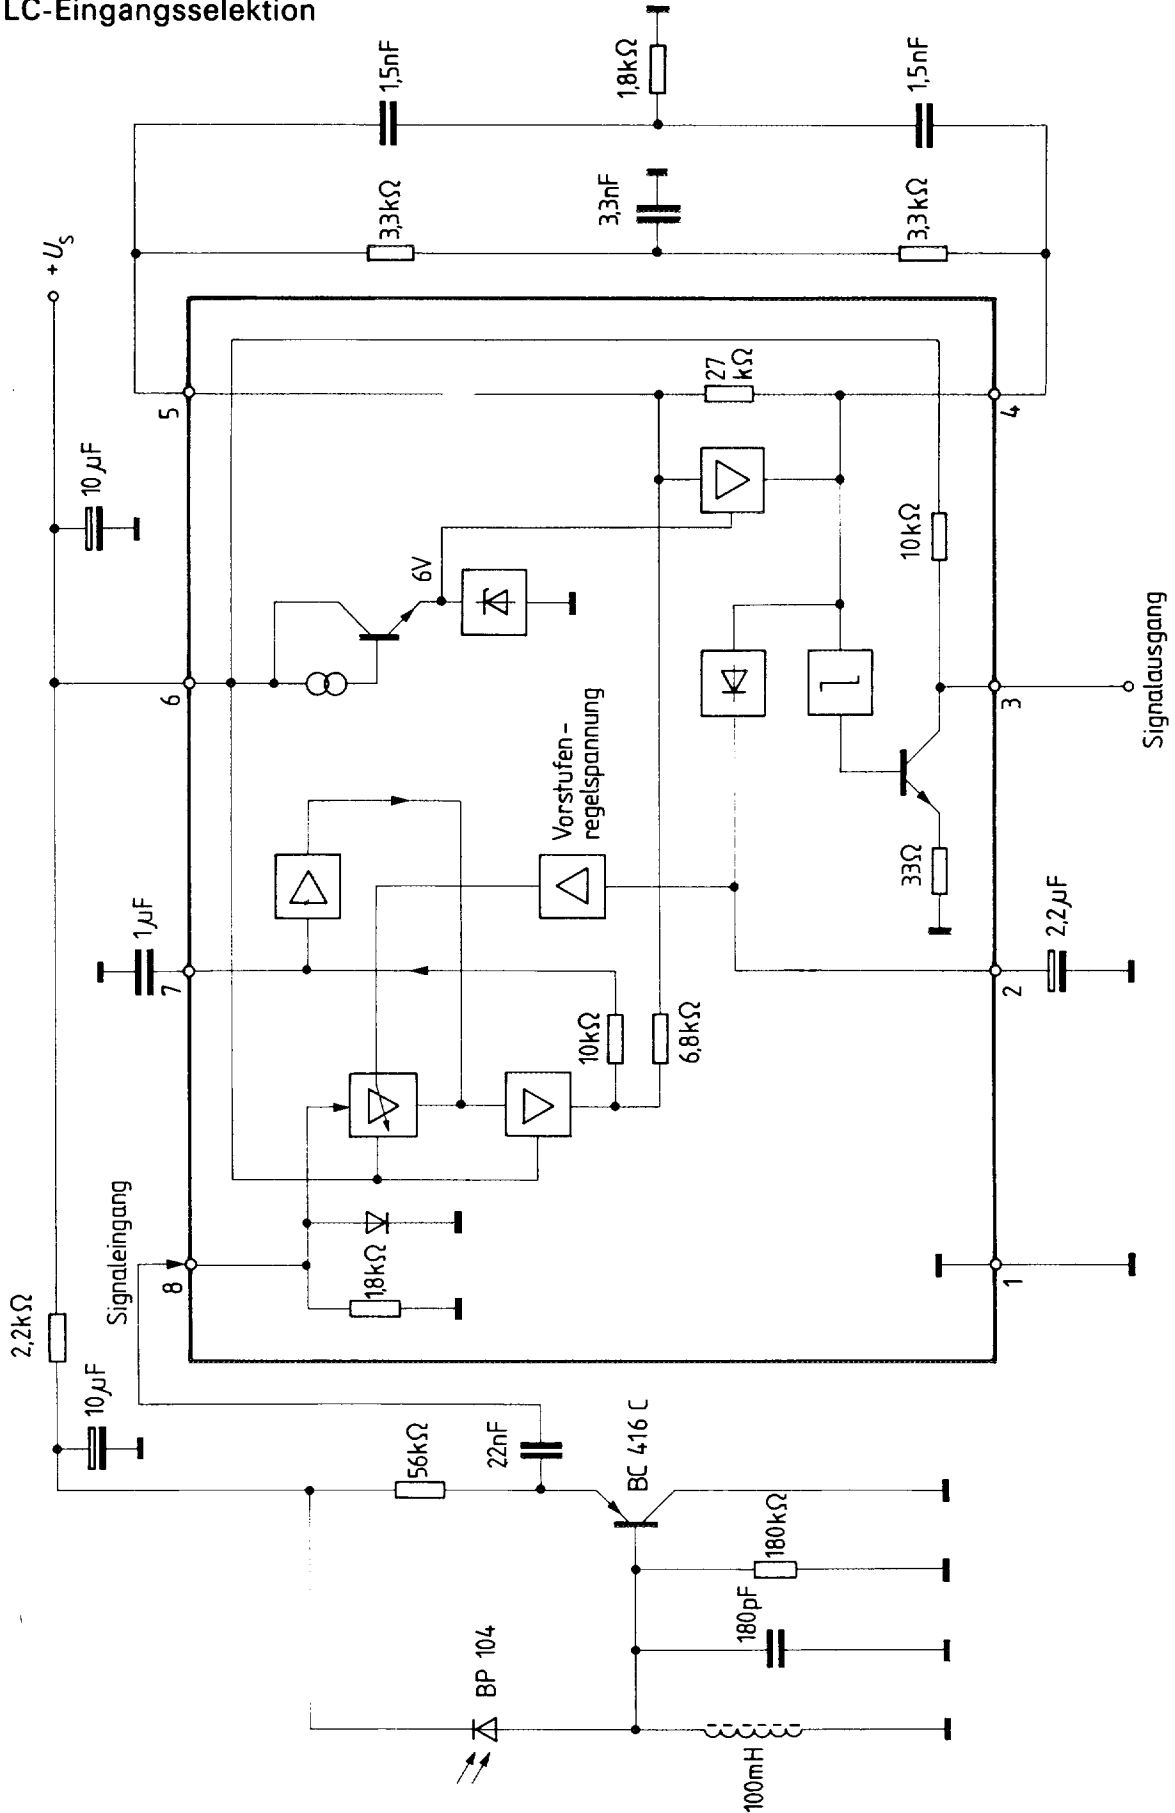 LC-Eingangsselektion
1,5nF
1,8kΩ
1,5nF
3,3kΩ
3,3nF
3,3kΩ
+U_S
10µF
5
27
kΩ
4
6V
10kΩ
6
3
Signalausgang
Vorstufen-
regelspannung
33Ω
1µF
7
2
2,2µF
10kΩ
6,8kΩ
Signaleingang
8
1,8kΩ
1
2,2kΩ
10µF
56kΩ
22nF
BC 416 C
180kΩ
180pF
BP 104
100mH